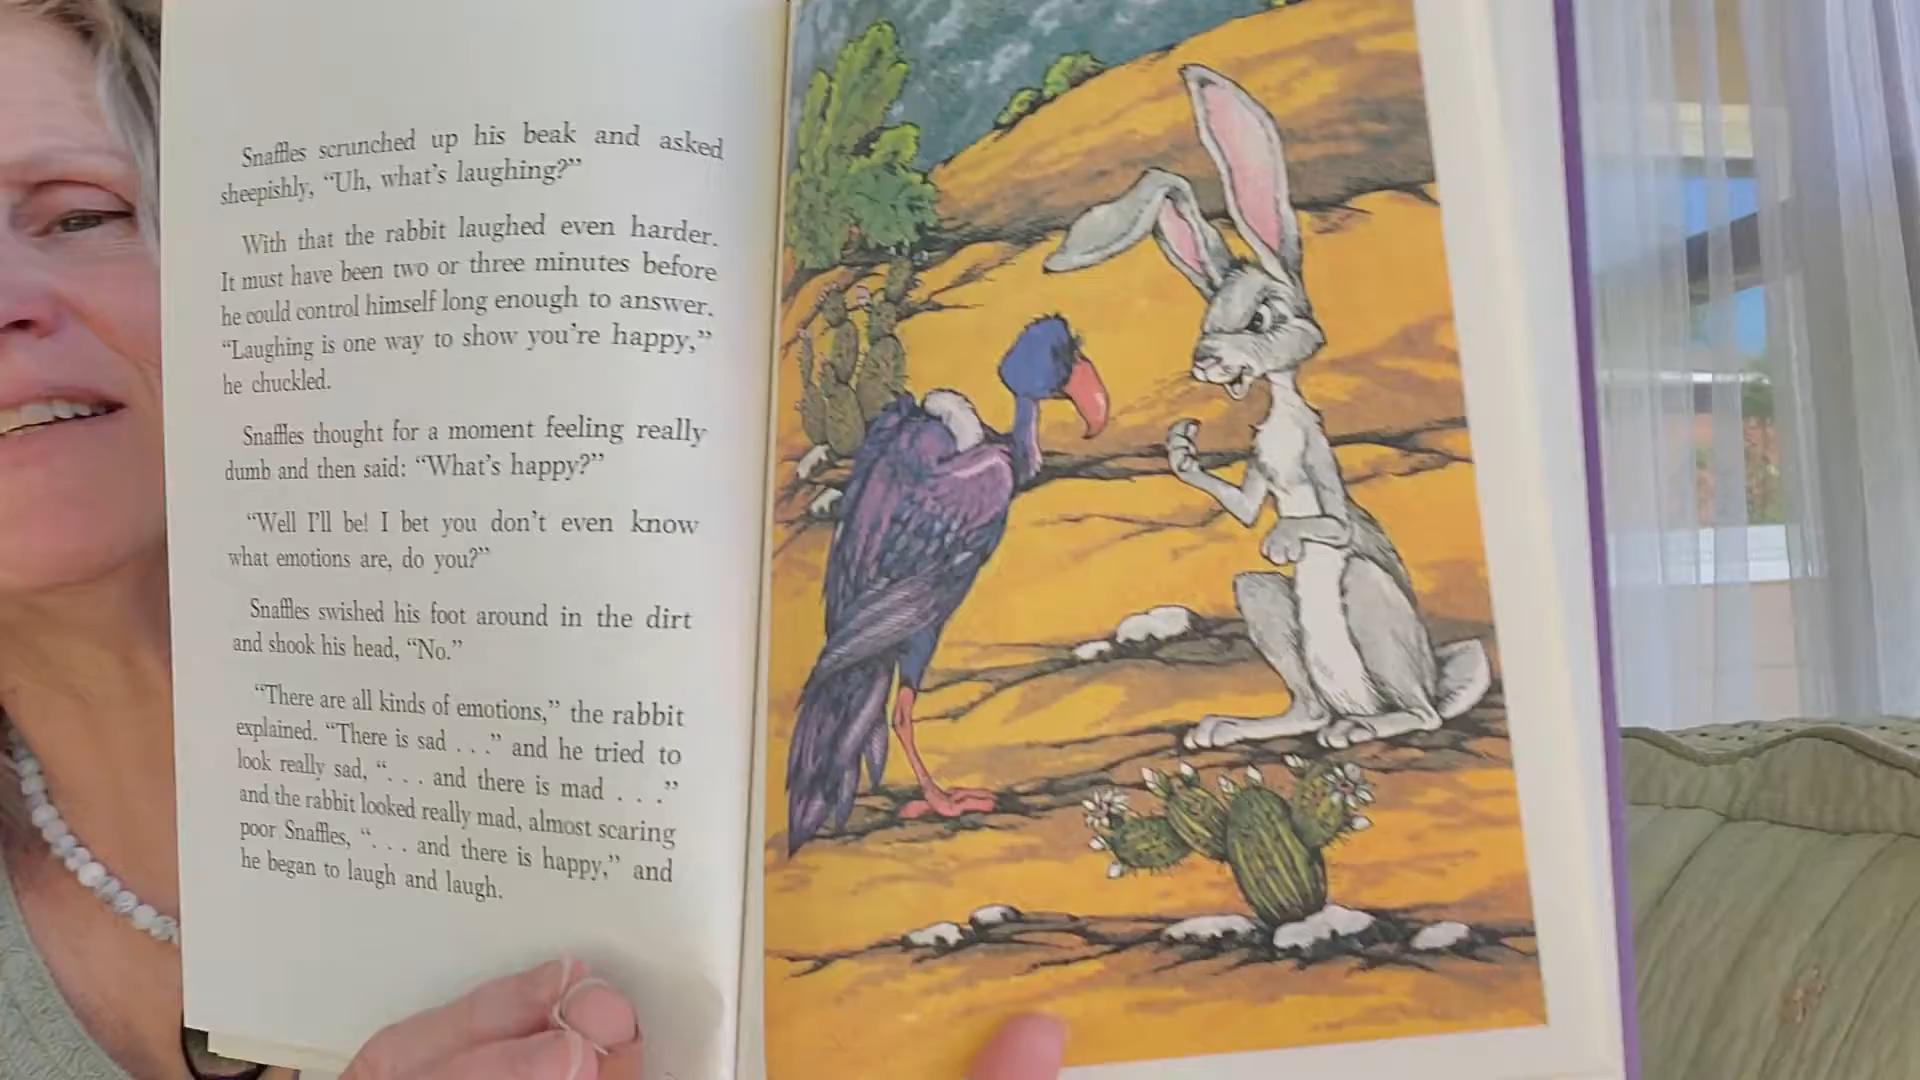 Snaffles scrunched up his beak and asked
sheepishly, “Uh, what’s laughing?”
With that the rabbit laughed even harder.
It must have been two or three minutes before
he could control himself long enough to answer.
“Laughing is one way to show you’re happy,”
he chuckled.
Snaffles thought for a moment feeling really
dumb and then said: “What’s happy?”
“Well I’ll be! I bet you don’t even know
what emotions are, do you?”
Snaffles swished his foot around in the dirt
and shook his head, “No.”
“There are all kinds of emotions,” the rabbit
explained. “There is sad . . .” and he tried to
look really sad, “. . . and there is mad . . .”
and the rabbit looked really mad, almost scaring
poor Snaffles, “. . . and there is happy,” and
he began to laugh and laugh.